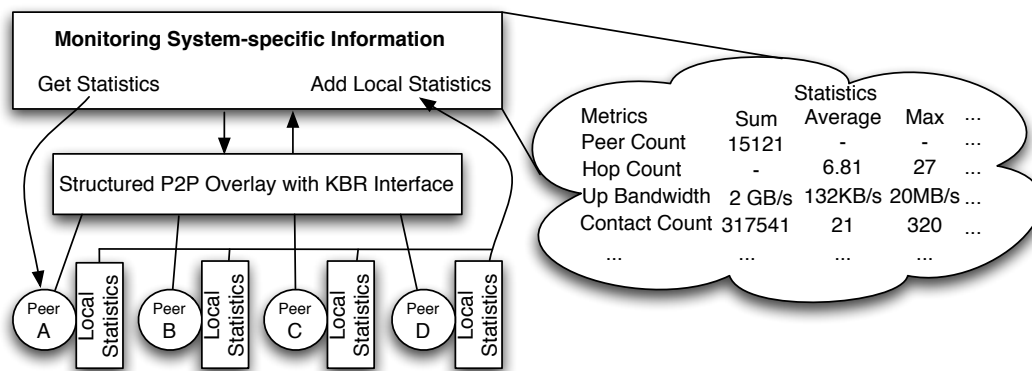 Monitoring System-specific Information
Get Statistics
Add Local Statistics
Structured P2P Overlay with KBR Interface
Peer
A
Local
Statistics
Peer
B
Local
Statistics
Peer
C
Local
Statistics
Peer
D
Local
Statistics
Statistics
Metrics Sum Average Max ...
Peer Count 15121 - - ...
Hop Count - 6.81 27 ...
Up Bandwidth 2 GB/s 132KB/s 20MB/s ...
Contact Count 317541 21 320 ...
... ... ... ...